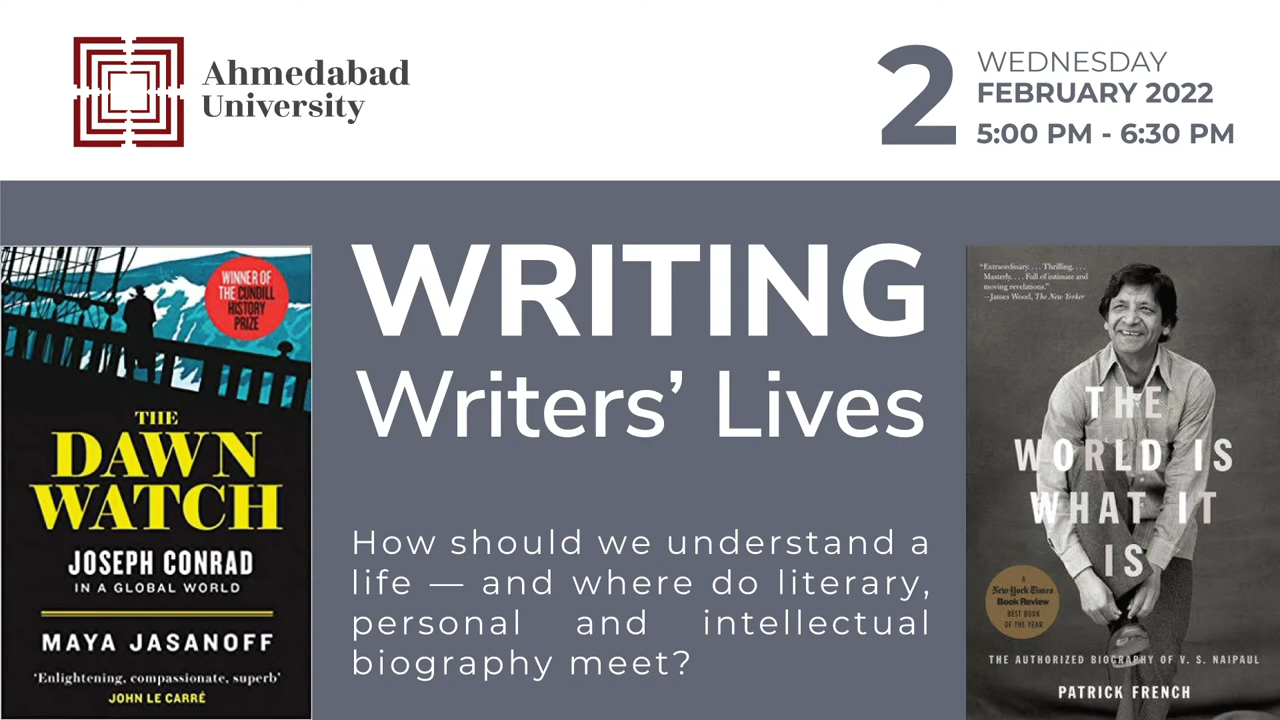 Ahmedabad
University
2
WEDNESDAY
FEBRUARY 2022
5:00 PM - 6:30 PM
WINNER OF
THE CUNDILL
HISTORY
PRIZE
THE
DAWN
WATCH
JOSEPH CONRAD
IN A GLOBAL WORLD
MAYA JASANOFF
‘Enlightening, compassionate, superb’
JOHN LE CARRÉ
WRITING
Writers’ Lives
How should we understand a
life — and where do literary,
personal and intellectual
biography meet?
“Extraordinary. . . . Thrilling. . . .
Masterly. . . . Full of intimate and
moving revelations.”
—James Wood, The New Yorker
THE
WORLD IS
WHAT IT
IS
A
New York Times
Book Review
BEST BOOK
OF THE YEAR
THE AUTHORIZED BIOGRAPHY OF V. S. NAIPAUL
PATRICK FRENCH